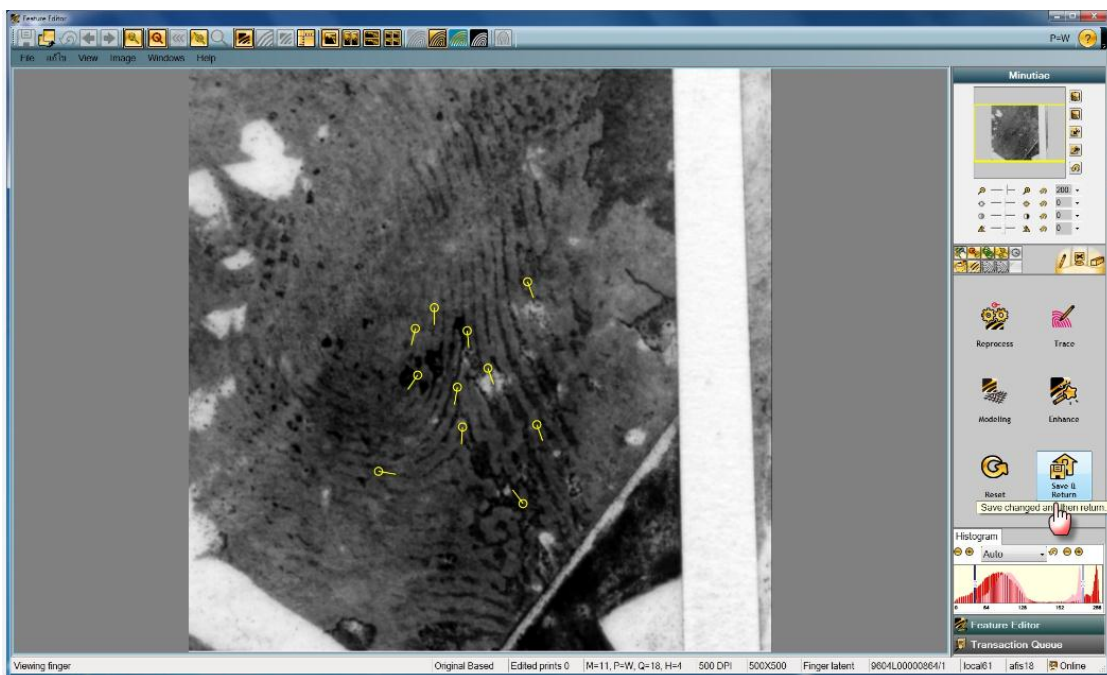 Feature Editor
P=W
File แก้ไข View Image Windows Help
Minutiae
200
0
0
0
Reprocess Trace
Modeling Enhance
Reset Save & Return
Save changed and then return.
Histogram
Auto
0 64 128 192 255
Feature Editor
Transaction Queue
Viewing finger Original Based Edited prints 0 M=11, P=W, Q=18, H=4 500 DPI 500X500 Finger latent 9604L00000864/1 local61 afis18 Online